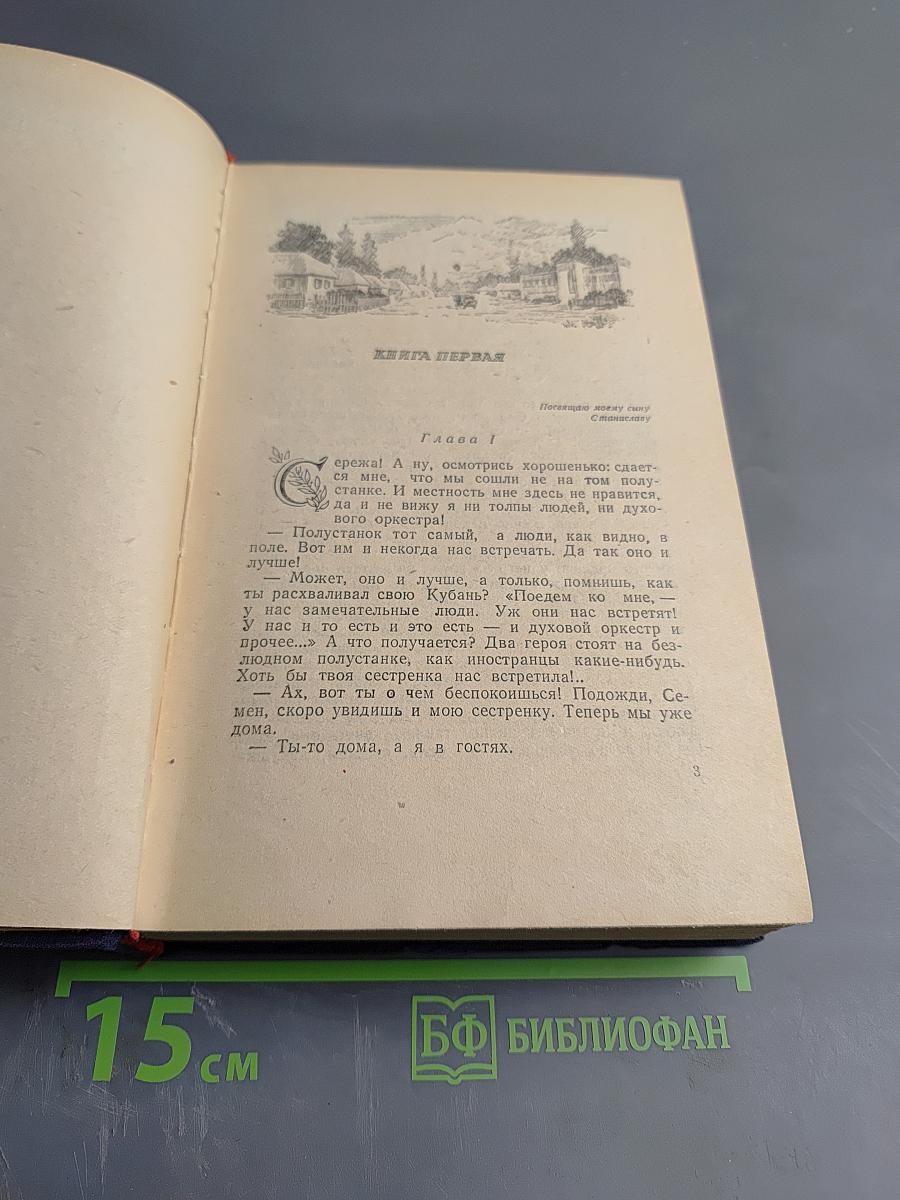 КНИГА ПЕРВАЯ
Посвящаю моему сыну
Станиславу
Глава I
Сережа! А ну, осмотрись хорошенько: сдает-
ся мне, что мы сошли не на том полу-
станке. И местность мне здесь не нравится,
да и не вижу я ни толпы людей, ни духо-
вого оркестра!
— Полустанок тот самый, а люди, как видно, в
поле. Вот им и некогда нас встречать. Да так оно и
лучше!
— Может, оно и лучше, а только, помнишь, как
ты расхваливал свою Кубань? «Поедем ко мне, —
у нас замечательные люди. Уж они нас встретят!
У нас и то есть и это есть — и духовой оркестр и
прочее...» А что получается? Два героя стоят на без-
людном полустанке, как иностранцы какие-нибудь.
Хоть бы твоя сестренка нас встретила!..
— Ах, вот ты о чем беспокоишься! Подожди, Се-
мен, скоро увидишь и мою сестренку. Теперь мы уже
дома.
— Ты-то дома, а я в гостях.
3
15 см
БФ БИБЛИОФАН